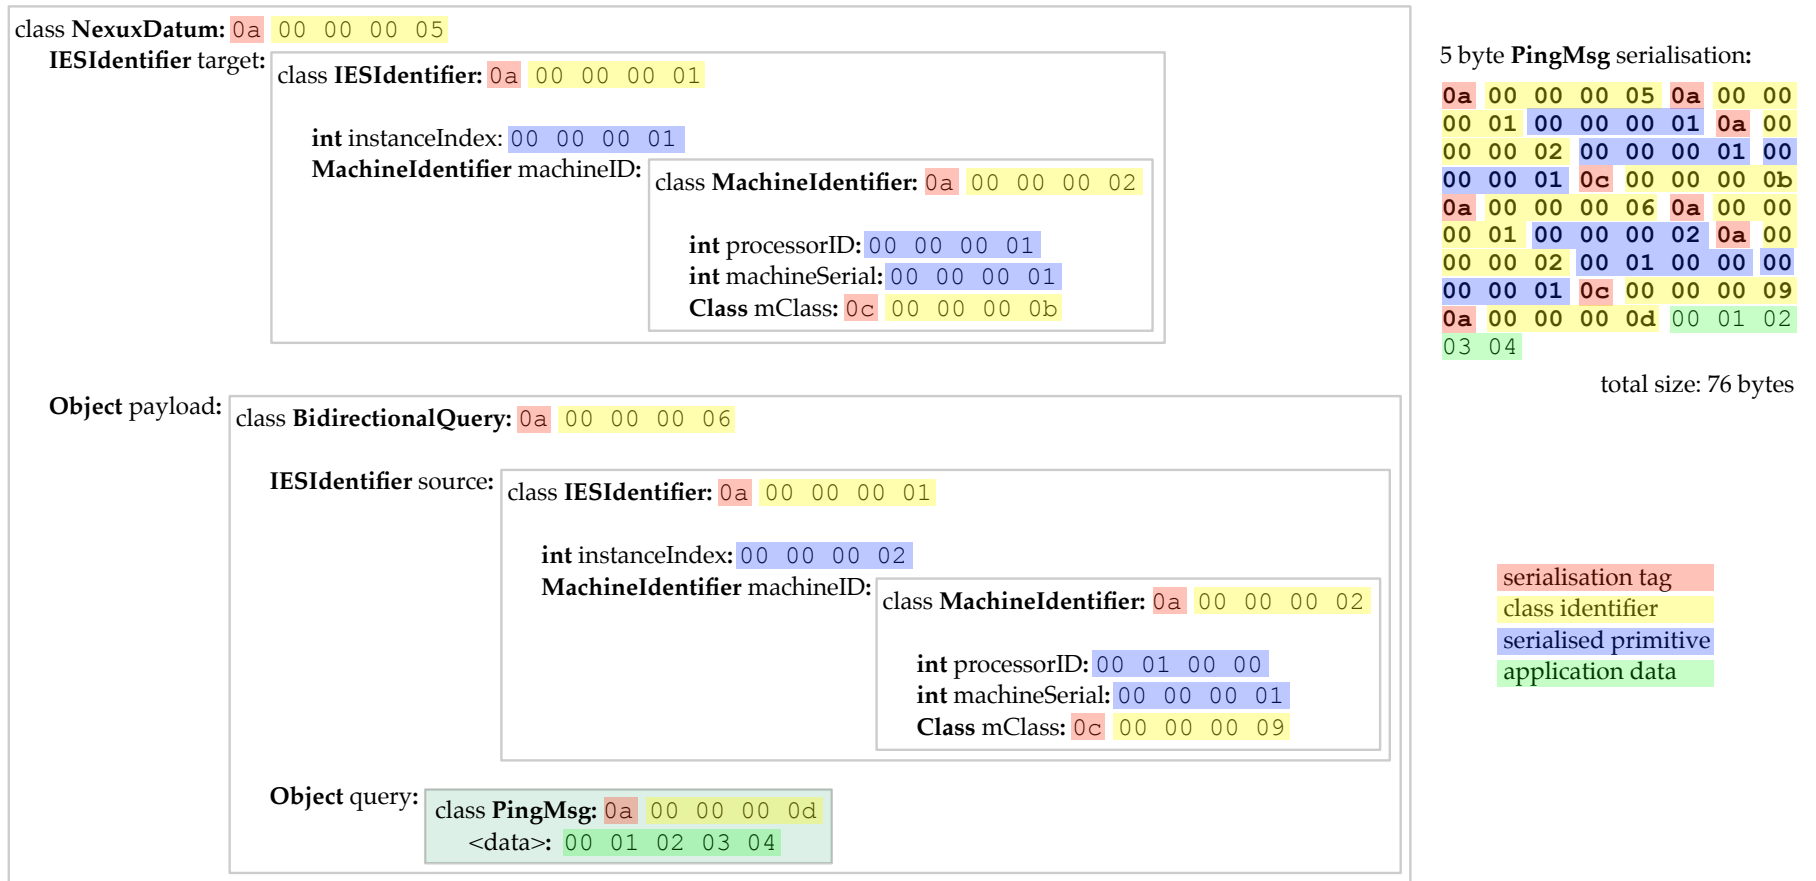 class NexuxDatum: 0a 00 00 00 05
IESIdentifier target:
class IESIdentifier: 0a 00 00 00 01
int instanceIndex: 00 00 00 01
MachineIdentifier machineID:
class MachineIdentifier: 0a 00 00 00 02
int processorID: 00 00 00 01
int machineSerial: 00 00 00 01
Class mClass: 0c 00 00 00 0b
Object payload:
class BidirectionalQuery: 0a 00 00 00 06
IESIdentifier source:
class IESIdentifier: 0a 00 00 00 01
int instanceIndex: 00 00 00 02
MachineIdentifier machineID:
class MachineIdentifier: 0a 00 00 00 02
int processorID: 00 01 00 00
int machineSerial: 00 00 00 01
Class mClass: 0c 00 00 00 09
Object query:
class PingMsg: 0a 00 00 00 0d
<data>: 00 01 02 03 04
5 byte PingMsg serialisation:
0a 00 00 00 05 0a 00 00
00 01 00 00 00 01 0a 00
00 00 02 00 00 00 01 00
00 00 01 0c 00 00 00 0b
0a 00 00 00 06 0a 00 00
00 01 00 00 00 02 0a 00
00 00 02 00 01 00 00 00
00 00 01 0c 00 00 00 09
0a 00 00 00 0d 00 01 02
03 04
total size: 76 bytes
serialisation tag
class identifier
serialised primitive
application data